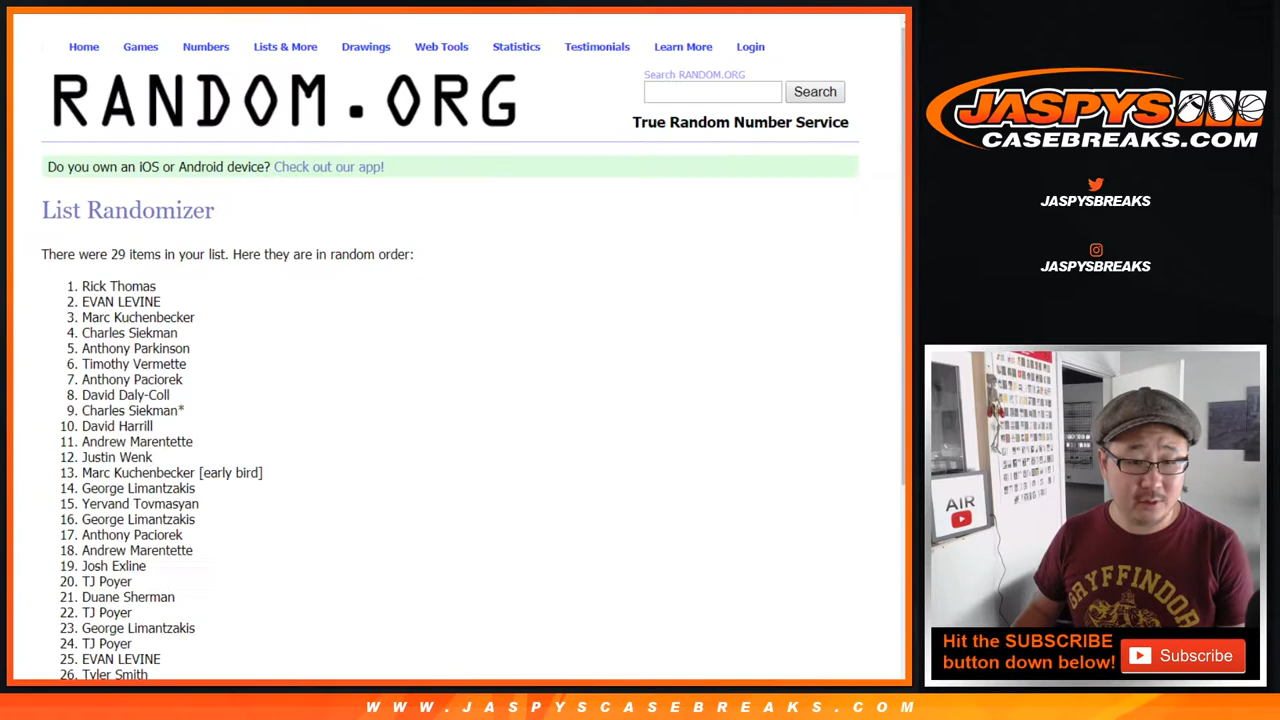 Home Games Numbers Lists & More Drawings Web Tools Statistics Testimonials Learn More Login
RANDOM.ORG
Search RANDOM.ORG
Search
True Random Number Service
Do you own an iOS or Android device? Check out our app!
List Randomizer
There were 29 items in your list. Here they are in random order:
1. Rick Thomas
2. EVAN LEVINE
3. Marc Kuchenbecker
4. Charles Siekman
5. Anthony Parkinson
6. Timothy Vermette
7. Anthony Paciorek
8. David Daly-Coll
9. Charles Siekman*
10. David Harrill
11. Andrew Marentette
12. Justin Wenk
13. Marc Kuchenbecker [early bird]
14. George Limantzakis
15. Yervand Tovmasyan
16. George Limantzakis
17. Anthony Paciorek
18. Andrew Marentette
19. Josh Exline
20. TJ Poyer
21. Duane Sherman
22. TJ Poyer
23. George Limantzakis
24. TJ Poyer
25. EVAN LEVINE
26. Tyler Smith
JASPYS
CASEBREAKS.COM
JASPYSBREAKS
JASPYSBREAKS
AIR
GRYFFINDOR
Hit the SUBSCRIBE
button down below!
Subscribe
WWW.JASPYSCASEBREAKS.COM